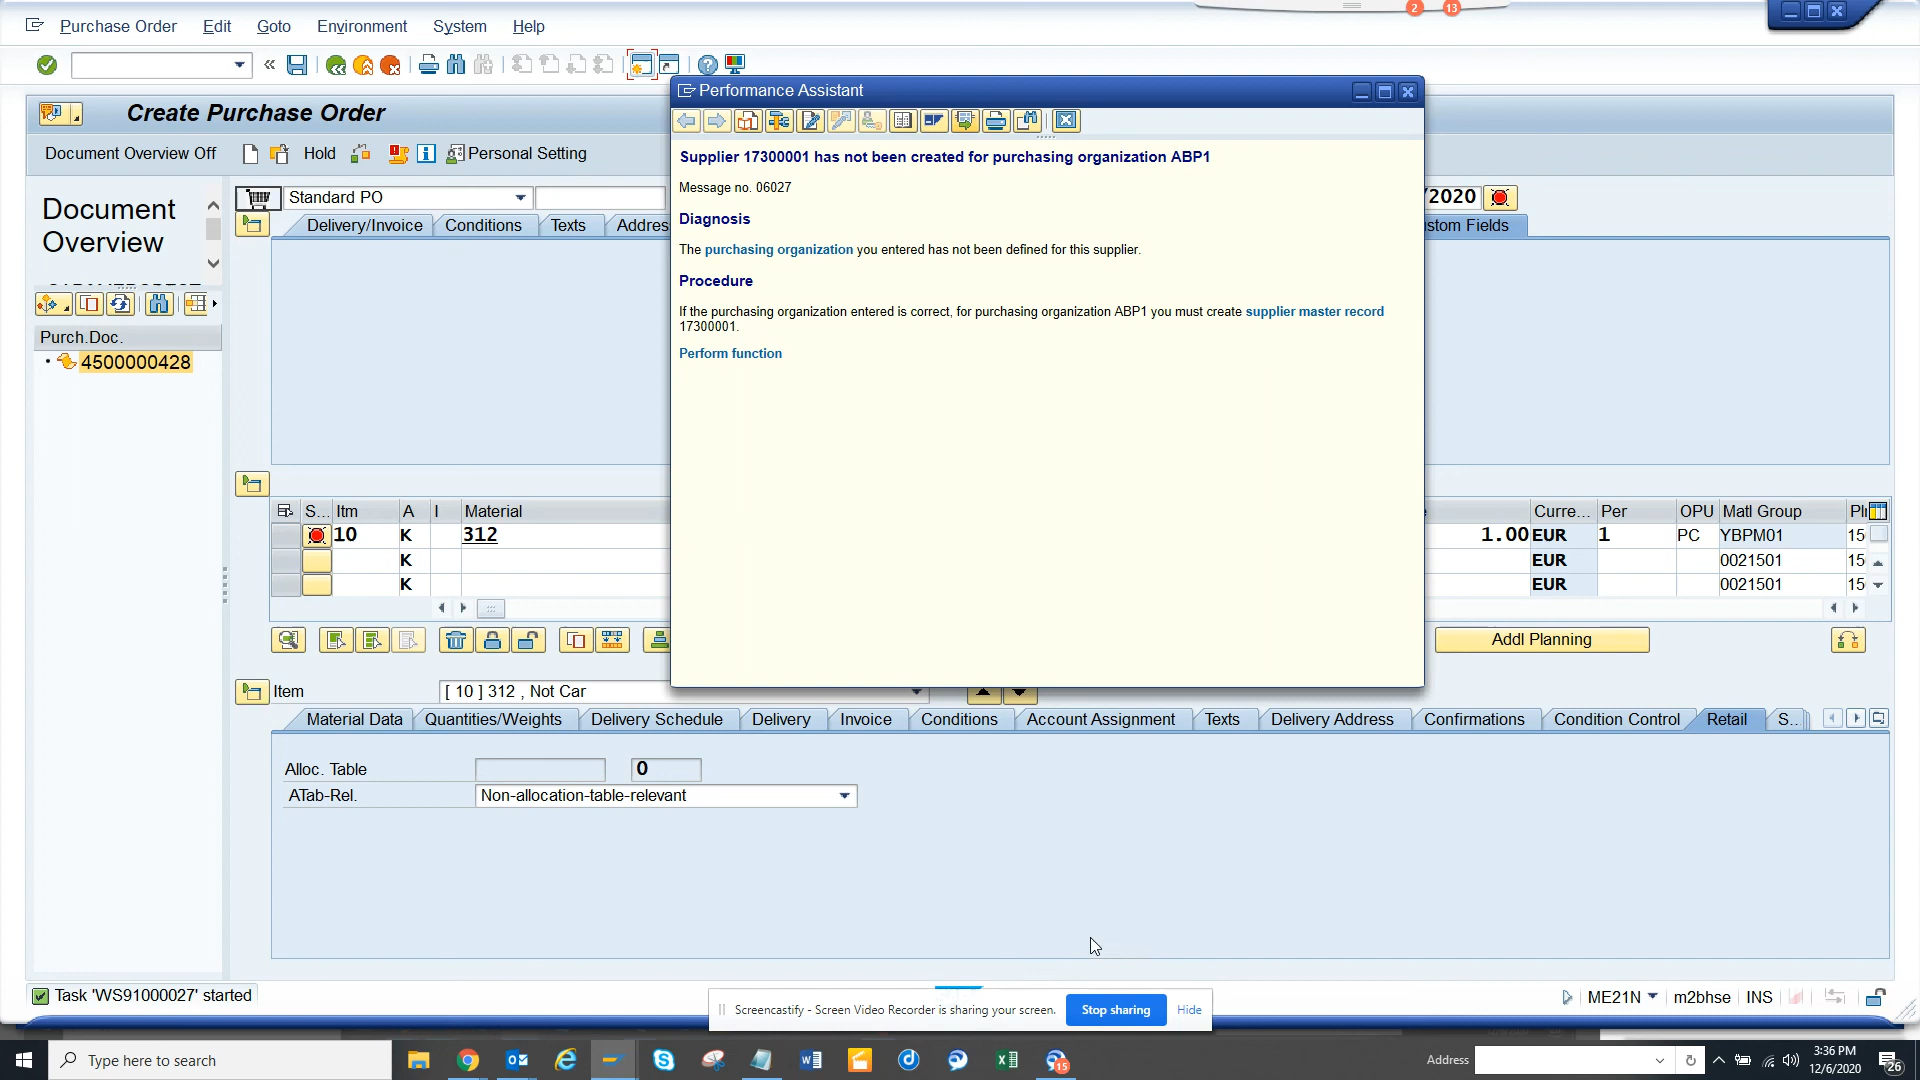 Purchase Order Edit Goto Environment System Help
2 13
«
Performance Assistant
Create Purchase Order
Document Overview Off Hold Personal Setting
Supplier 17300001 has not been created for purchasing organization ABP1
Message no. 06027
Diagnosis
The purchasing organization you entered has not been defined for this supplier.
Procedure
If the purchasing organization entered is correct, for purchasing organization ABP1 you must create supplier master record
17300001.
Perform function
Document
Overview
Standard PO
/2020
Delivery/Invoice Conditions Texts Addres
stom Fields
Purch.Doc.
4500000428
S... Itm A I Material
Curre... Per OPU Matl Group Pl
10 K 312
1.00 EUR 1 PC YBPM01 15
K EUR 0021501 15
K EUR 0021501 15
Addl Planning
Item [ 10 ] 312 , Not Car
Material Data Quantities/Weights Delivery Schedule Delivery Invoice Conditions Account Assignment Texts Delivery Address Confirmations Condition Control Retail S..
Alloc. Table 0
ATab-Rel. Non-allocation-table-relevant
Task 'WS91000027' started
ME21N m2bhse INS
Screencastify - Screen Video Recorder is sharing your screen. Stop sharing Hide
Type here to search
15
Address
3:36 PM
12/6/2020
26